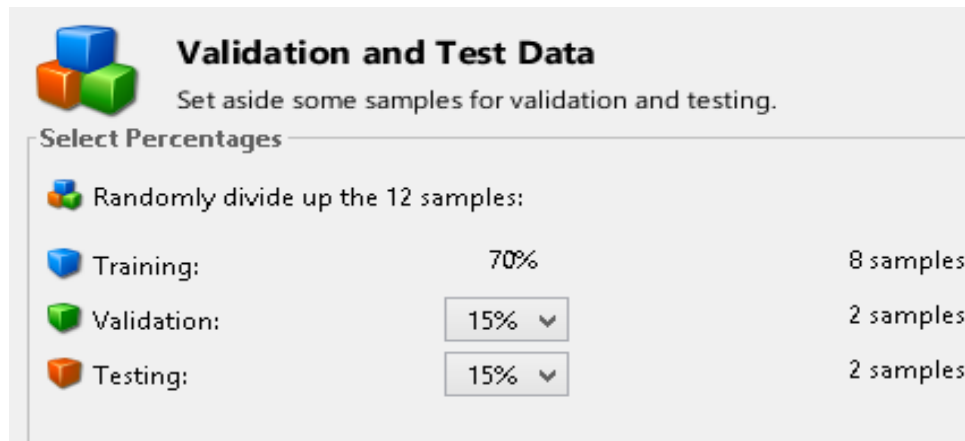 Validation and Test Data
Set aside some samples for validation and testing.
Select Percentages
Randomly divide up the 12 samples:
Training: 70% 8 samples
Validation: 15% 2 samples
Testing: 15% 2 samples